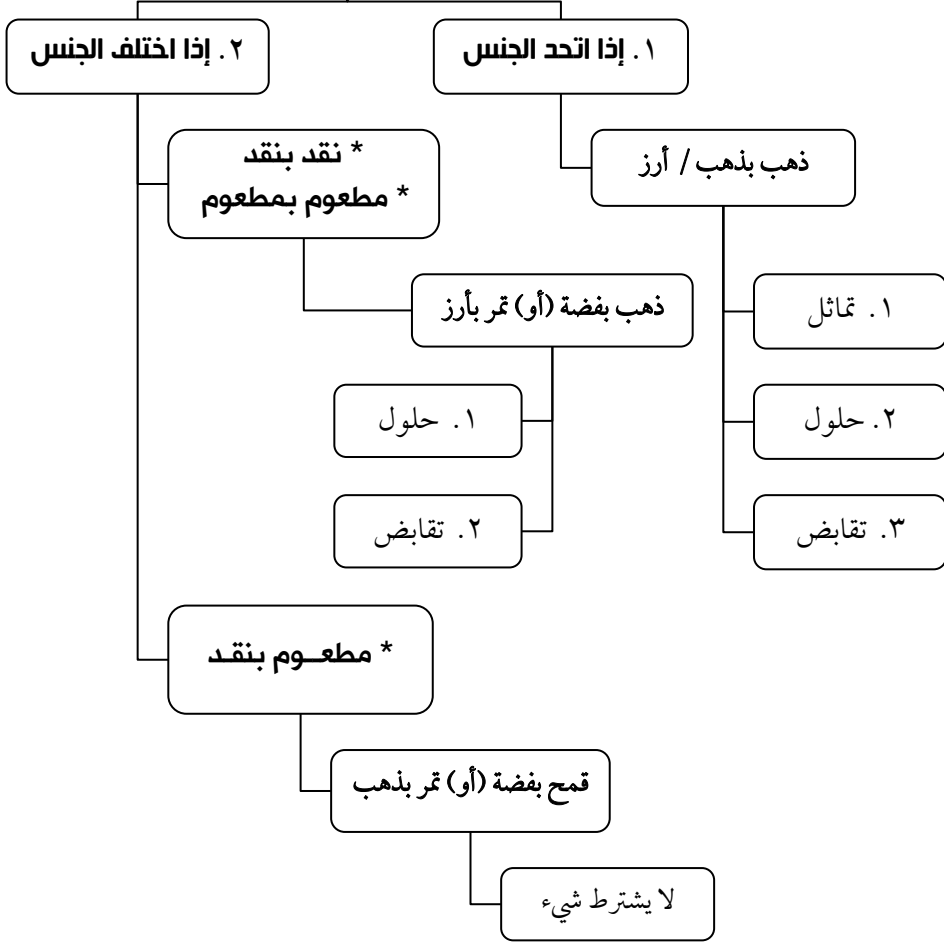 ١. إذا اتحد الجنس
ذهب بذهب / أرز
١. تماثل
٢. حلول
٣. تقابض
٢. إذا اختلف الجنس
* نقد بنقد
* مطعوم بمطعوم
ذهب بفضة (أو) تمر بأرز
١. حلول
٢. تقابض
* مطعــوم بنقـد
قمح بفضة (أو) تمر بذهب
لا يشترط شيء